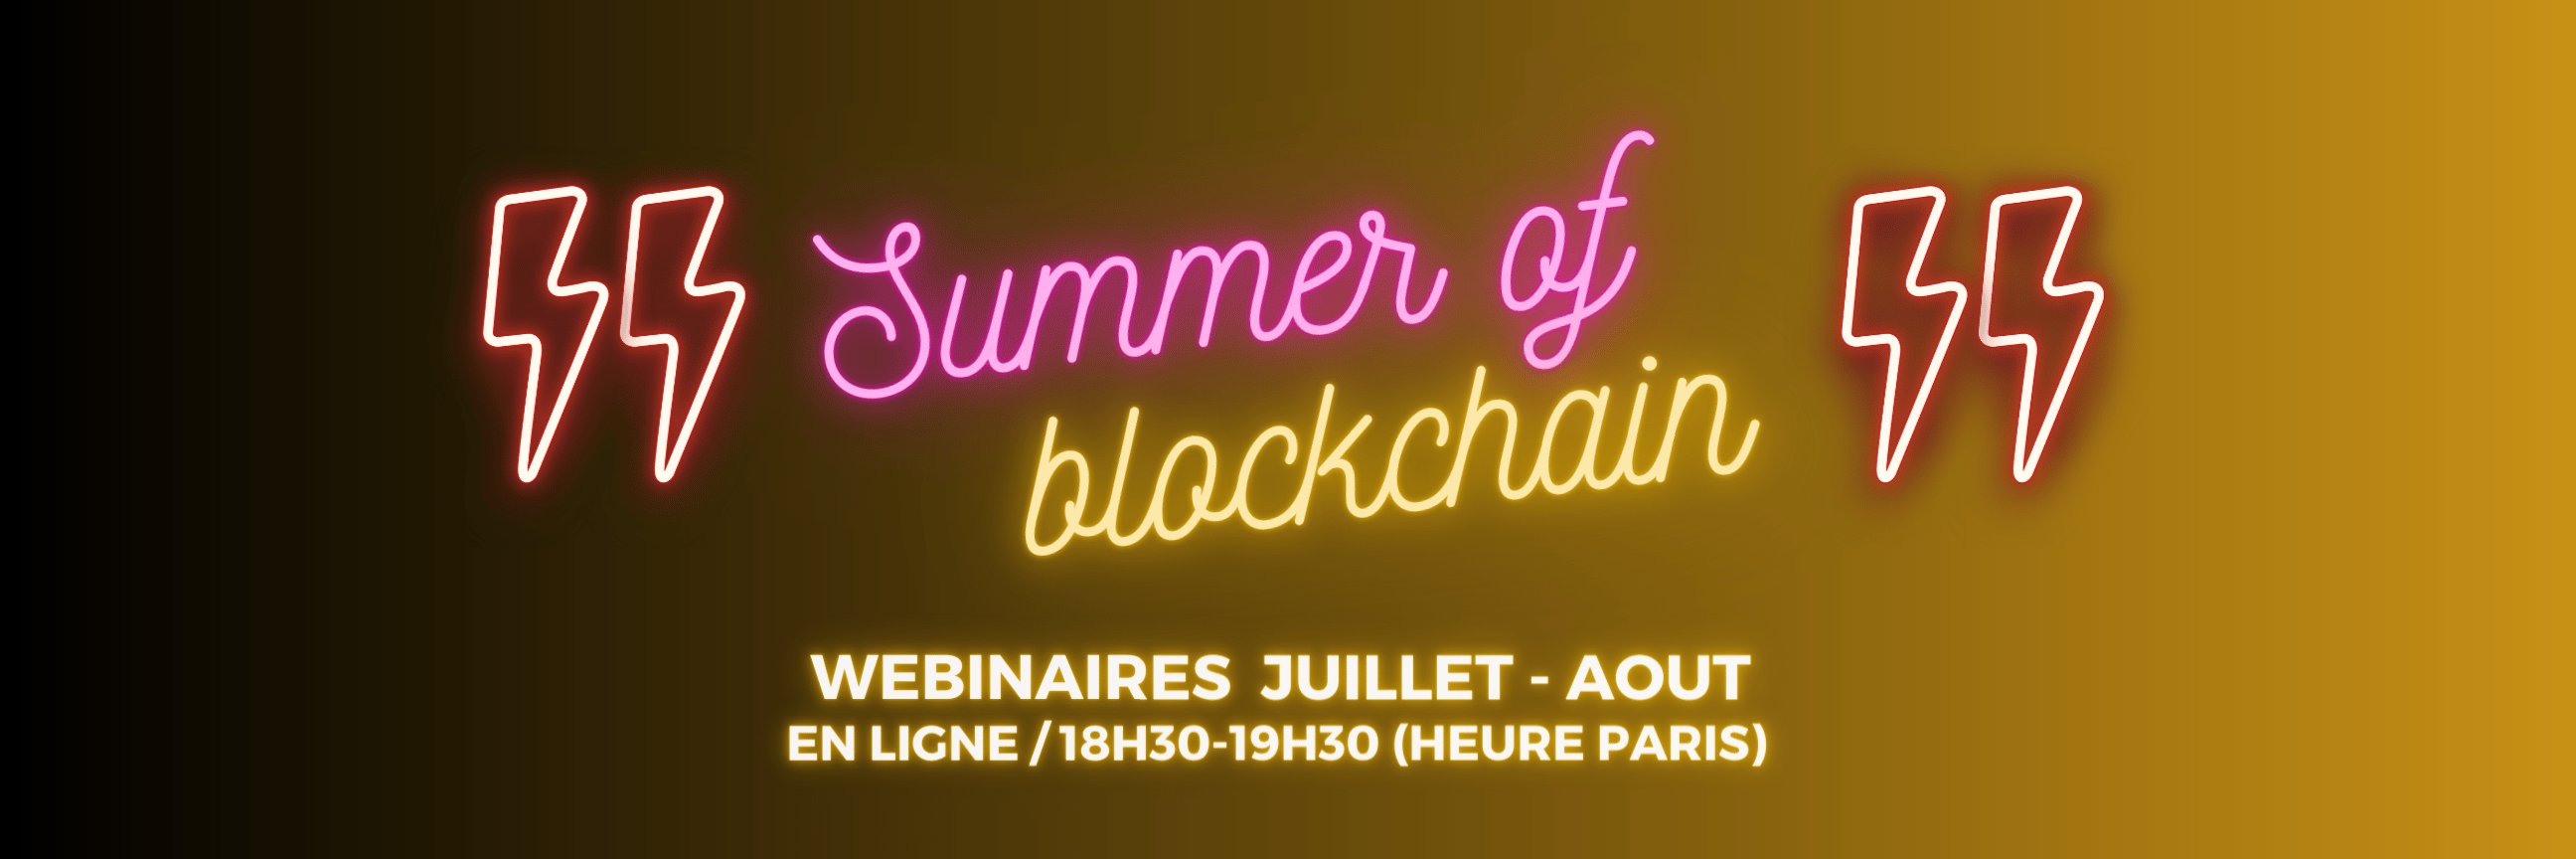 Summer of
blockchain
WEBINAIRES JUILLET - AOUT
EN LIGNE / 18H30-19H30 (HEURE PARIS)